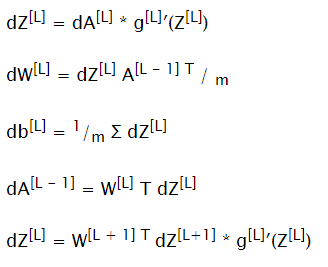 dZ[L] = dA[L] * g[L]'(Z[L])
dW[L] = dZ[L] A[L - 1] T / m
db[L] = 1/m Σ dZ[L]
dA[L - 1] = W[L] T dZ[L]
dZ[L] = W[L + 1] T dZ[L+1] * g[L]'(Z[L])